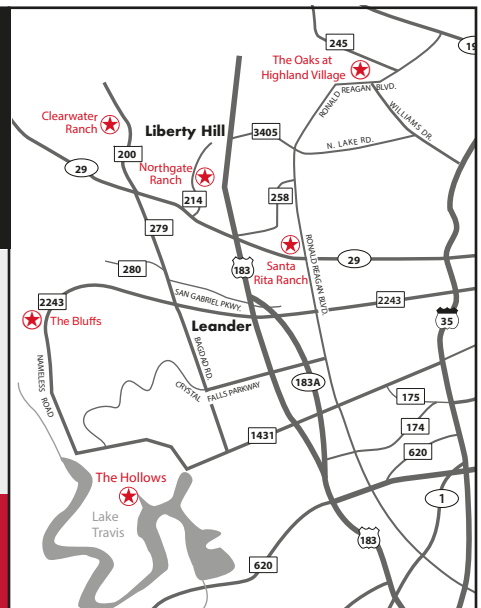 245
19
The Oaks at
Highland Village
RONALD REAGAN BLVD.
WILLIAMS DR.
Clearwater
Ranch
Liberty Hill
3405
N. LAKE RD.
200
29
Northgate
Ranch
214
258
279
RONALD REAGAN BLVD.
29
280
183
Santa
Rita Ranch
2243
SAN GABRIEL PKWY.
2243
The Bluffs
Leander
35
NAMELESS ROAD
BAGDAD RD.
CRYSTAL FALLS PARKWAY
183A
175
174
1431
620
The Hollows
1
Lake
Travis
183
620